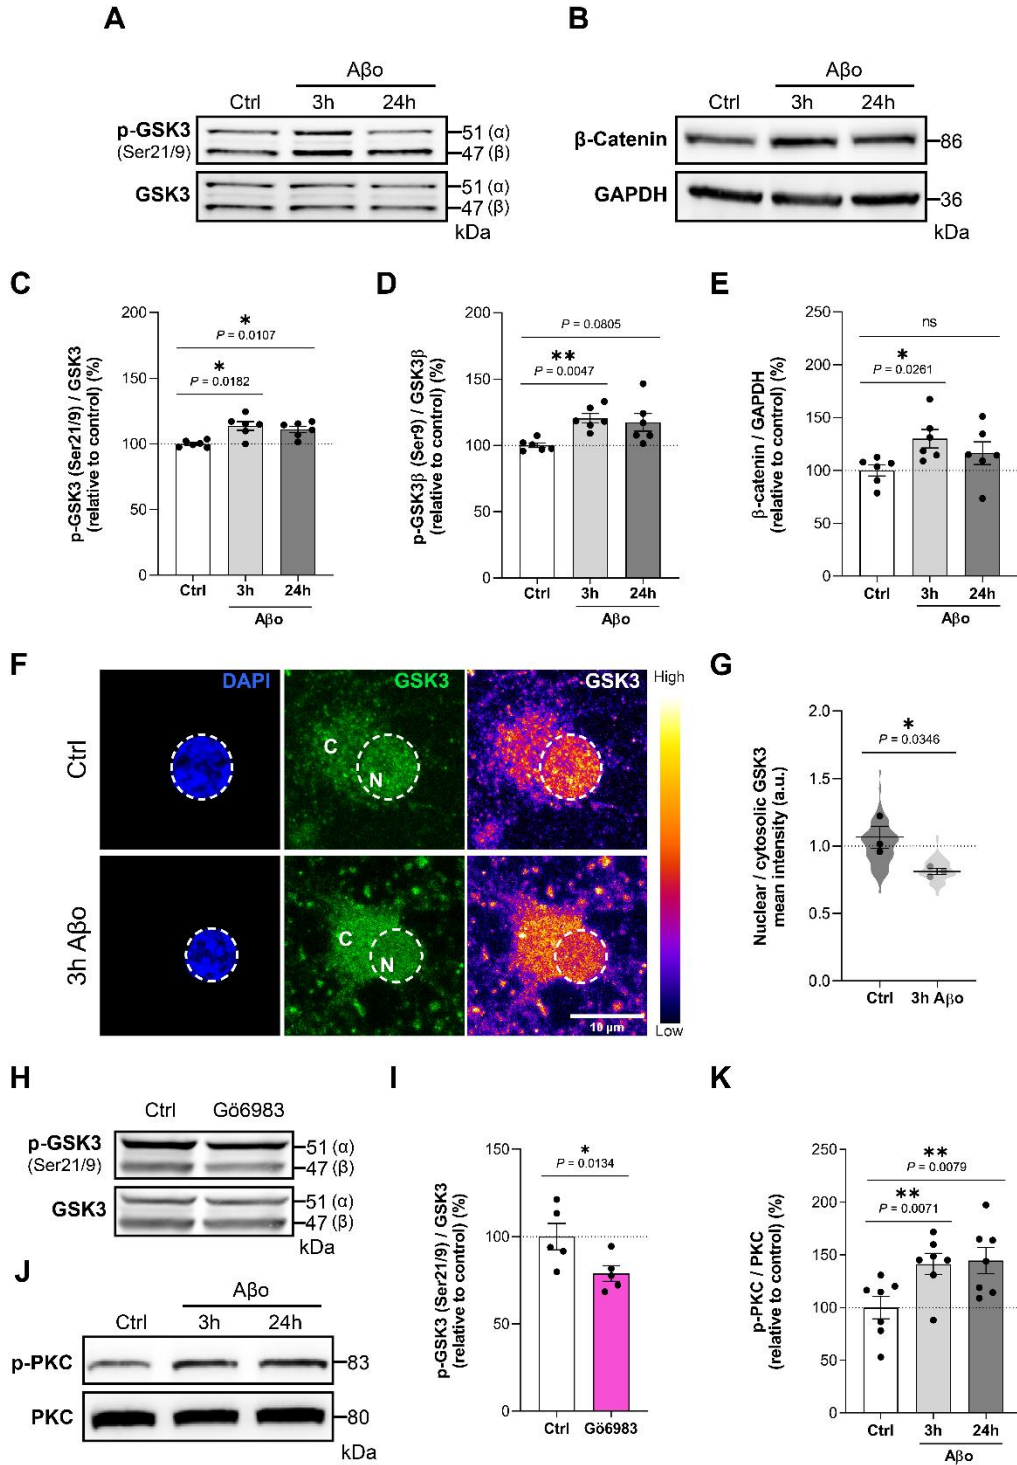 A
Aβo
Ctrl 3h 24h
p-GSK3
(Ser21/9)
51 (α)
47 (β)
GSK3
51 (α)
47 (β)
kDa
B
Aβo
Ctrl 3h 24h
β-Catenin
86
GAPDH
36
kDa
C
p-GSK3 (Ser21/9) / GSK3
(relative to control) (%)
200
150
100
50
0
*
P = 0.0107
*
P = 0.0182
Ctrl 3h 24h
Aβo
D
p-GSK3β (Ser9) / GSK3β
(relative to control) (%)
200
150
100
50
0
P = 0.0805
**
P = 0.0047
Ctrl 3h 24h
Aβo
E
β-catenin / GAPDH
(relative to control) (%)
250
200
150
100
50
0
ns
*
P = 0.0261
Ctrl 3h 24h
Aβo
F
DAPI GSK3 GSK3
Ctrl
C
N
3h Aβo
C
N
10 µm
High
Low
G
Nuclear / cytosolic GSK3
mean intensity (a.u.)
2.0
1.5
1.0
0.5
0.0
*
P = 0.0346
Ctrl 3h Aβo
H
Ctrl Gö6983
p-GSK3
(Ser21/9)
51 (α)
47 (β)
GSK3
51 (α)
47 (β)
kDa
I
p-GSK3 (Ser21/9) / GSK3
(relative to control) (%)
150
100
50
0
*
P = 0.0134
Ctrl Gö6983
J
Aβo
Ctrl 3h 24h
p-PKC
83
PKC
80
kDa
K
p-PKC / PKC
(relative to control) (%)
250
200
150
100
50
0
**
P = 0.0079
**
P = 0.0071
Ctrl 3h 24h
Aβo